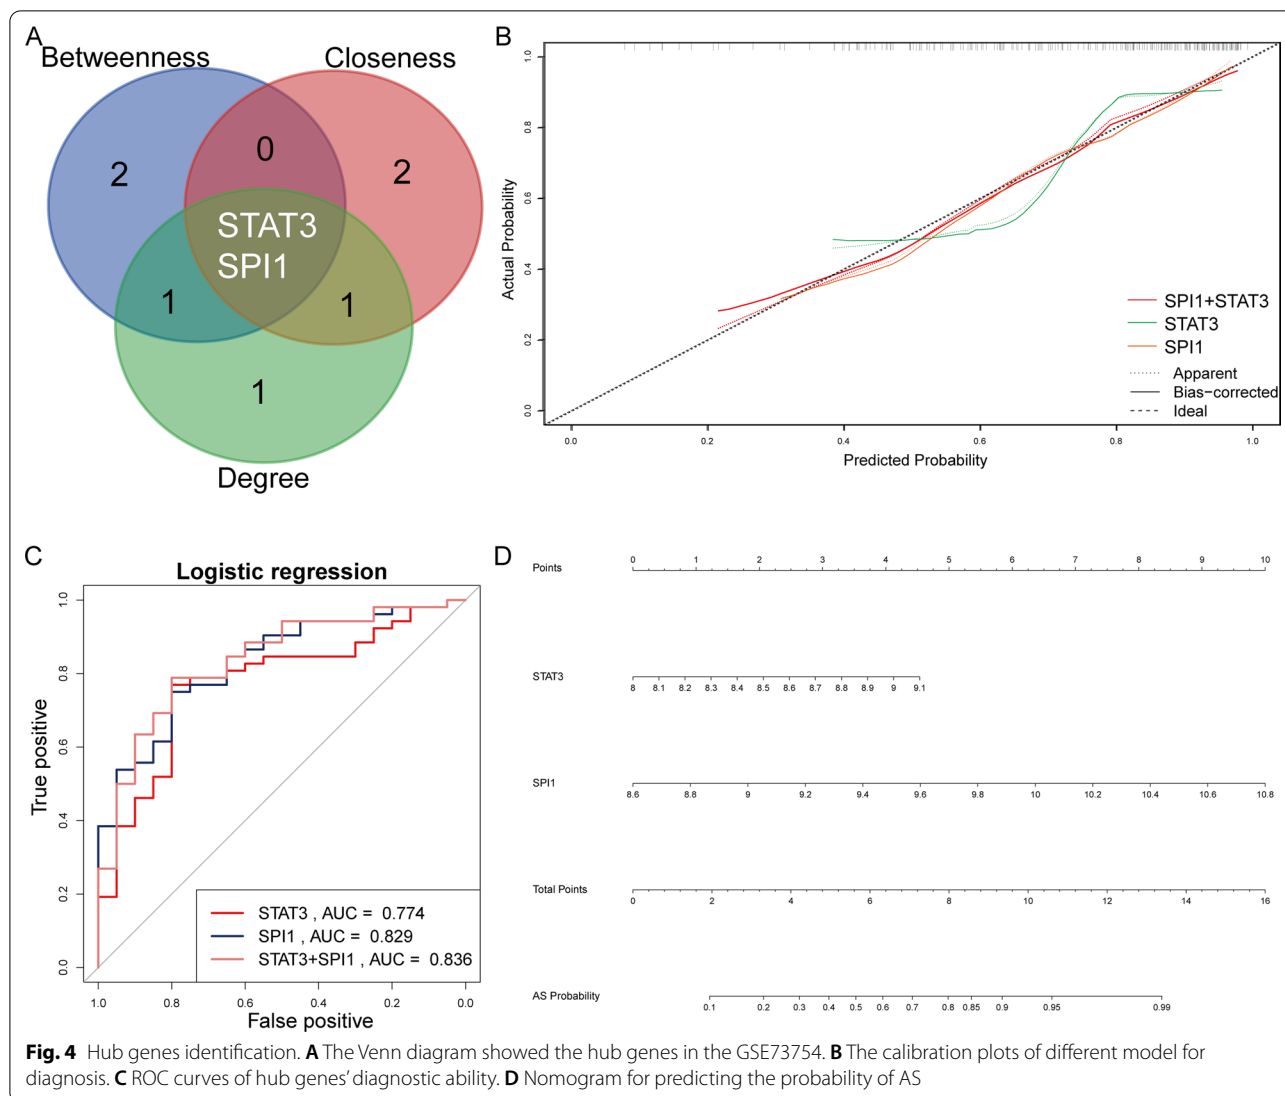 A
Betweenness
Closeness
2
0
2
STAT3
SPI1
1
1
1
Degree
B
Actual Probability
1.0
0.8
0.6
0.4
0.2
0.0
0.0 0.2 0.4 0.6 0.8 1.0
Predicted Probability
SPI1+STAT3
STAT3
SPI1
Apparent
Bias−corrected
Ideal
C
Logistic regression
True positive
1.0
0.8
0.6
0.4
0.2
0.0
1.0 0.8 0.6 0.4 0.2 0.0
False positive
STAT3 , AUC = 0.774
SPI1 , AUC = 0.829
STAT3+SPI1 , AUC = 0.836
D
Points
0 1 2 3 4 5 6 7 8 9 10
STAT3
8 8.1 8.2 8.3 8.4 8.5 8.6 8.7 8.8 8.9 9 9.1
SPI1
8.6 8.8 9 9.2 9.4 9.6 9.8 10 10.2 10.4 10.6 10.8
Total Points
0 2 4 6 8 10 12 14 16
AS Probability
0.1 0.2 0.3 0.4 0.5 0.6 0.7 0.8 0.85 0.9 0.95 0.99
Fig. 4 Hub genes identification. A The Venn diagram showed the hub genes in the GSE73754. B The calibration plots of different model for
diagnosis. C ROC curves of hub genes’ diagnostic ability. D Nomogram for predicting the probability of AS